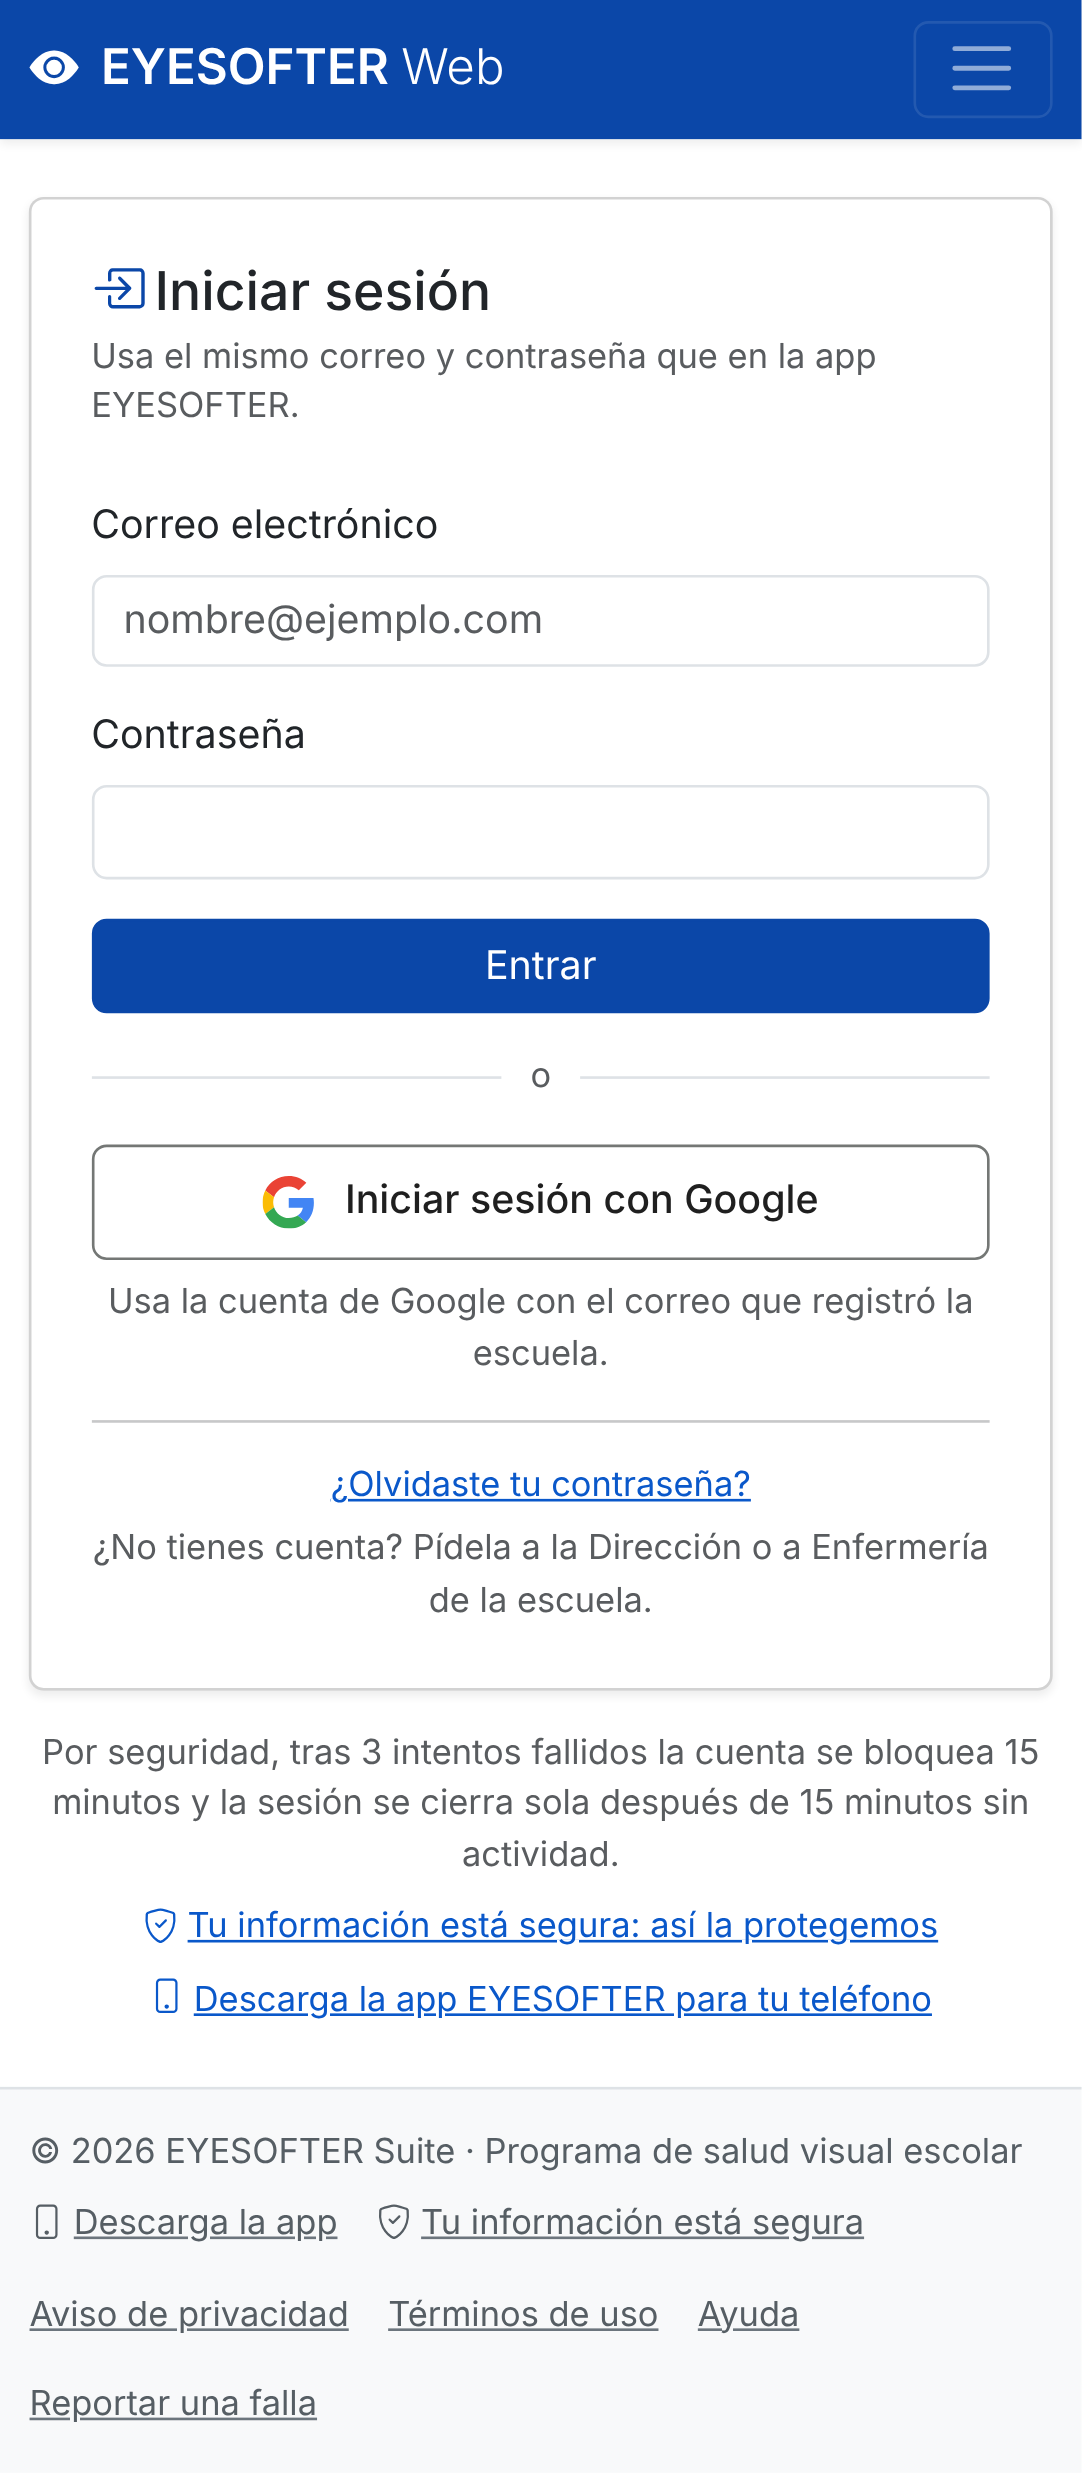 EYESOFTER Web
Iniciar sesión
Usa el mismo correo y contraseña que en la app
EYESOFTER.
Correo electrónico
nombre@ejemplo.com
Contraseña
Entrar
o
Iniciar sesión con Google
Usa la cuenta de Google con el correo que registró la
escuela.
¿Olvidaste tu contraseña?
¿No tienes cuenta? Pídela a la Dirección o a Enfermería
de la escuela.
Por seguridad, tras 3 intentos fallidos la cuenta se bloquea 15
minutos y la sesión se cierra sola después de 15 minutos sin
actividad.
Tu información está segura: así la protegemos
Descarga la app EYESOFTER para tu teléfono
© 2026 EYESOFTER Suite · Programa de salud visual escolar
Descarga la app Tu información está segura
Aviso de privacidad Términos de uso Ayuda
Reportar una falla